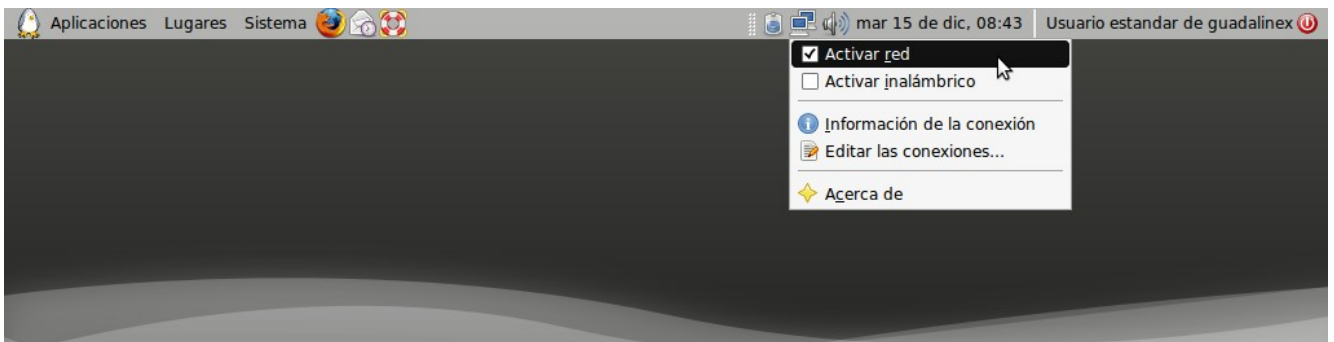 Aplicaciones Lugares Sistema mar 15 de dic, 08:43 Usuario estandar de guadalinex
Activar red
Activar inalámbrico
Información de la conexión
Editar las conexiones...
Acerca de